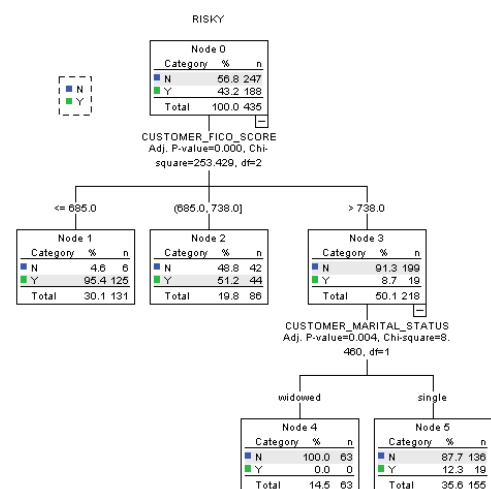 RISKY
N
Y
Node 0
Category % n
N 56.8 247
Y 43.2 188
Total 100.0 435
CUSTOMER_FICO_SCORE
Adj. P-value=0.000, Chi-
square=253.429, df=2
<= 685.0
(685.0, 738.0]
> 738.0
Node 1
Category % n
N 4.6 6
Y 95.4 125
Total 30.1 131
Node 2
Category % n
N 48.8 42
Y 51.2 44
Total 19.8 86
Node 3
Category % n
N 91.3 199
Y 8.7 19
Total 50.1 218
CUSTOMER_MARITAL_STATUS
Adj. P-value=0.004, Chi-square=8.
460, df=1
widowed
single
Node 4
Category % n
N 100.0 63
Y 0.0 0
Total 14.5 63
Node 5
Category % n
N 87.7 136
Y 12.3 19
Total 35.6 155